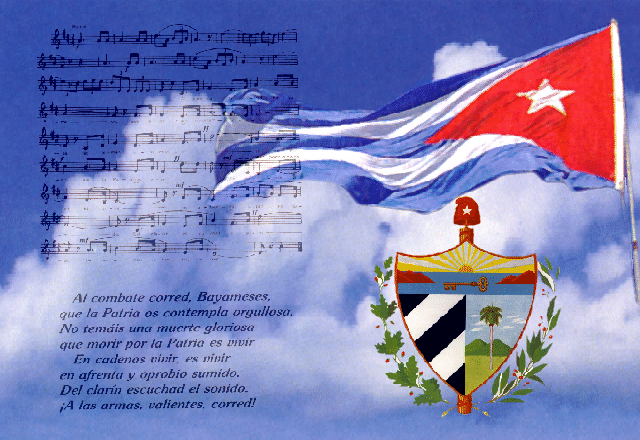 Al combate corred, Bayameses,
que la Patria os contempla orgullosa.
No temáis una muerte gloriosa
que morir por la Patria es vivir
En cadenas vivir, es vivir
en afrenta y oprobio sumido.
Del clarín escuchad el sonido.
¡A las armas, valientes, corred!